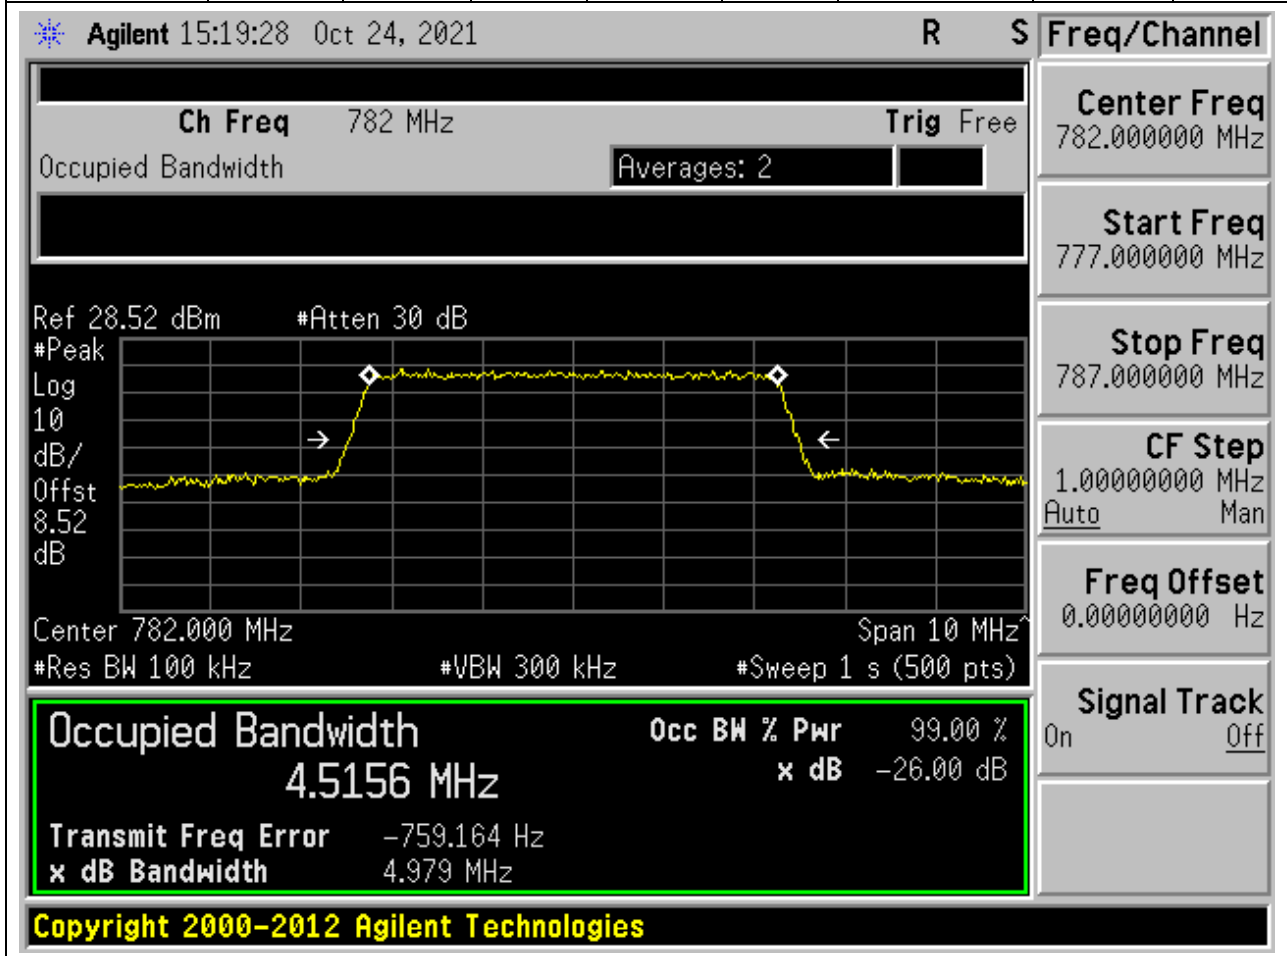 Agilent 15:19:28 Oct 24, 2021 R S
Freq/Channel
Ch Freq 782 MHz Trig Free
Occupied Bandwidth Averages: 2
Center Freq
782.000000 MHz
Start Freq
777.000000 MHz
Stop Freq
787.000000 MHz
CF Step
1.00000000 MHz
Auto Man
Freq Offset
0.00000000 Hz
Signal Track
On Off
Ref 28.52 dBm #Atten 30 dB
#Peak
Log
10
dB/
Offst
8.52
dB
Center 782.000 MHz Span 10 MHz^
#Res BW 100 kHz #VBW 300 kHz #Sweep 1 s (500 pts)
Occupied Bandwidth Occ BW % Pwr 99.00 %
4.5156 MHz x dB -26.00 dB
Transmit Freq Error -759.164 Hz
x dB Bandwidth 4.979 MHz
Copyright 2000-2012 Agilent Technologies